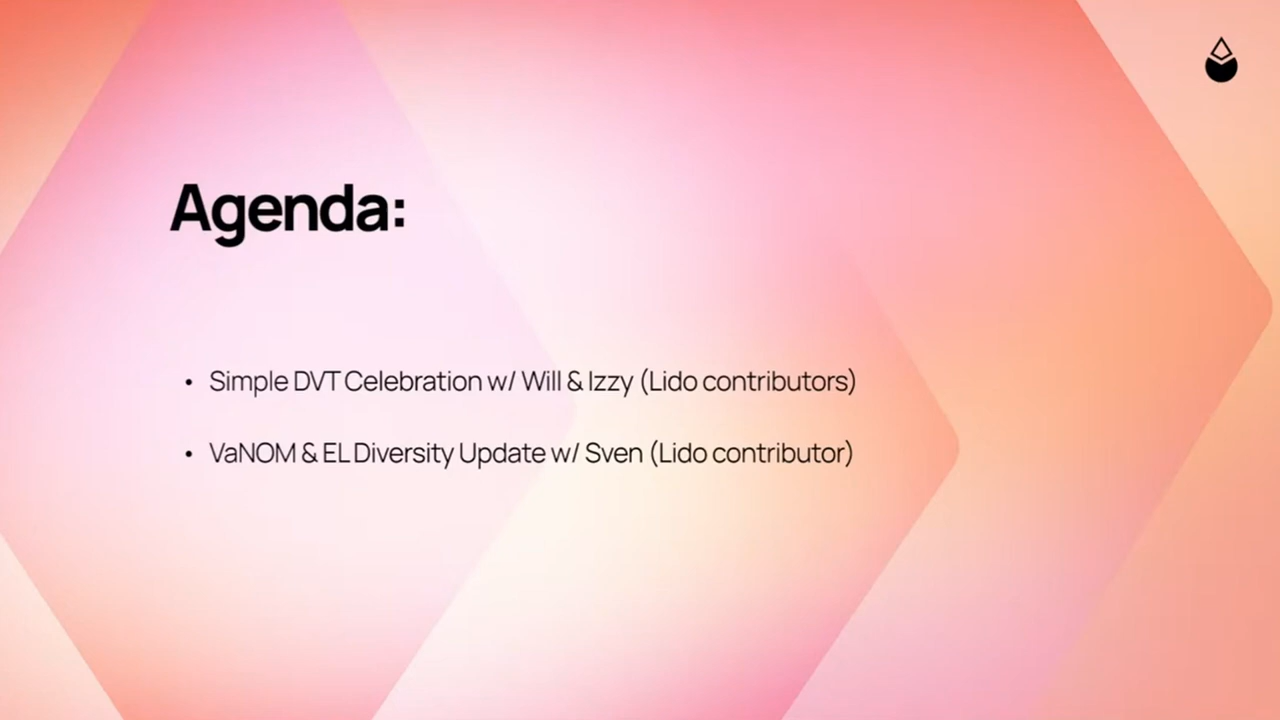 Agenda:
• Simple DVT Celebration w/ Will & Izzy (Lido contributors)
• VaNOM & EL Diversity Update w/ Sven (Lido contributor)